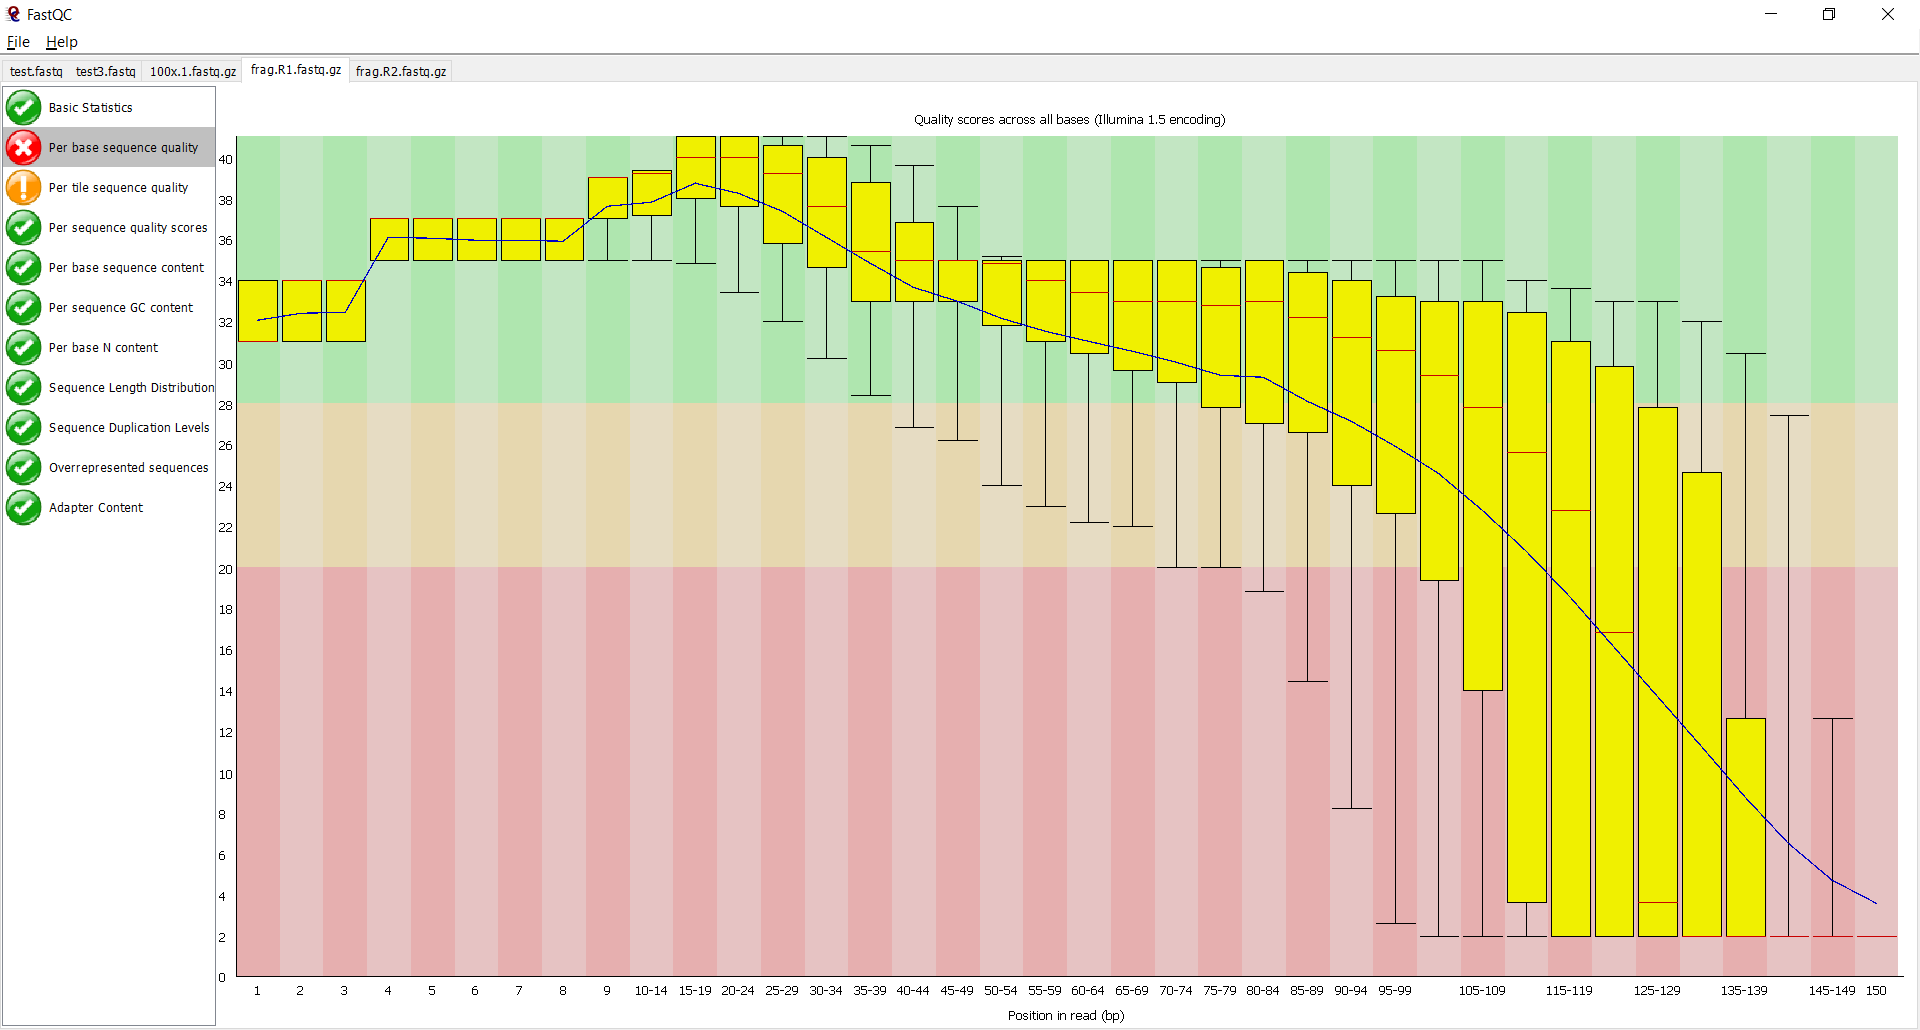 FastQC
File Help
test.fastq test3.fastq 100x.1.fastq.gz frag.R1.fastq.gz frag.R2.fastq.gz
Basic Statistics
Per base sequence quality
Per tile sequence quality
Per sequence quality scores
Per base sequence content
Per sequence GC content
Per base N content
Sequence Length Distribution
Sequence Duplication Levels
Overrepresented sequences
Adapter Content
Quality scores across all bases (Illumina 1.5 encoding)
40
38
36
34
32
30
28
26
24
22
20
18
16
14
12
10
8
6
4
2
0
1 2 3 4 5 6 7 8 9 10-14 15-19 20-24 25-29 30-34 35-39 40-44 45-49 50-54 55-59 60-64 65-69 70-74 75-79 80-84 85-89 90-94 95-99 105-109 115-119 125-129 135-139 145-149 150
Position in read (bp)